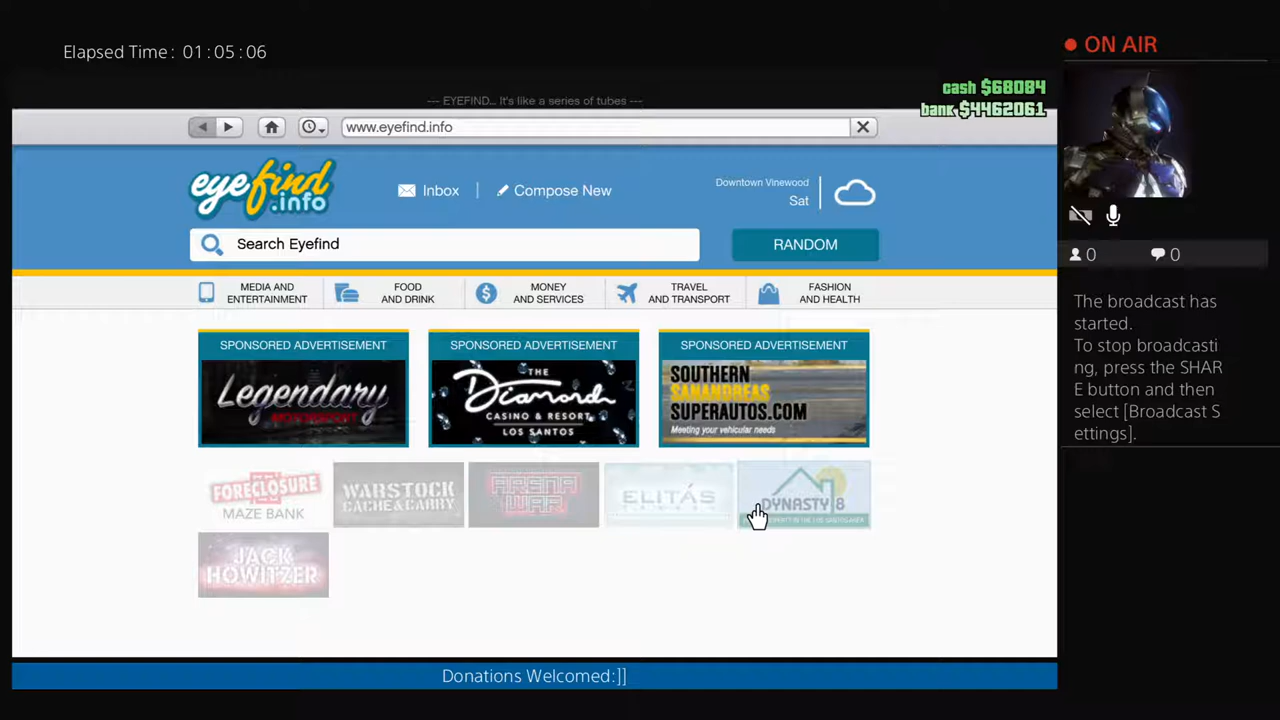 Elapsed Time: 01:05:06
ON AIR
cash $68084
bank $4462061
--- EYEFIND... It's like a series of tubes ---
www.eyefind.info
eyefind
.info
Inbox
Compose New
Downtown Vinewood
Sat
Search Eyefind
RANDOM
0
0
MEDIA AND
ENTERTAINMENT
FOOD
AND DRINK
MONEY
AND SERVICES
TRAVEL
AND TRANSPORT
FASHION
AND HEALTH
The broadcast has
started.
To stop broadcasti
ng, press the SHAR
E button and then
select [Broadcast S
ettings].
SPONSORED ADVERTISEMENT
Legendary
MOTORSPORT
SPONSORED ADVERTISEMENT
THE
Diamond
CASINO & RESORT
LOS SANTOS
SPONSORED ADVERTISEMENT
SOUTHERN
SANANDREAS
SUPERAUTOS.COM
Meeting your vehicular needs
FORECLOSURE
MAZE BANK
WARSTOCK
CACHE & CARRY
ARENA
WAR
ELITÁS
DYNASTY 8
JACK
HOWITZER
Donations Welcomed:]]